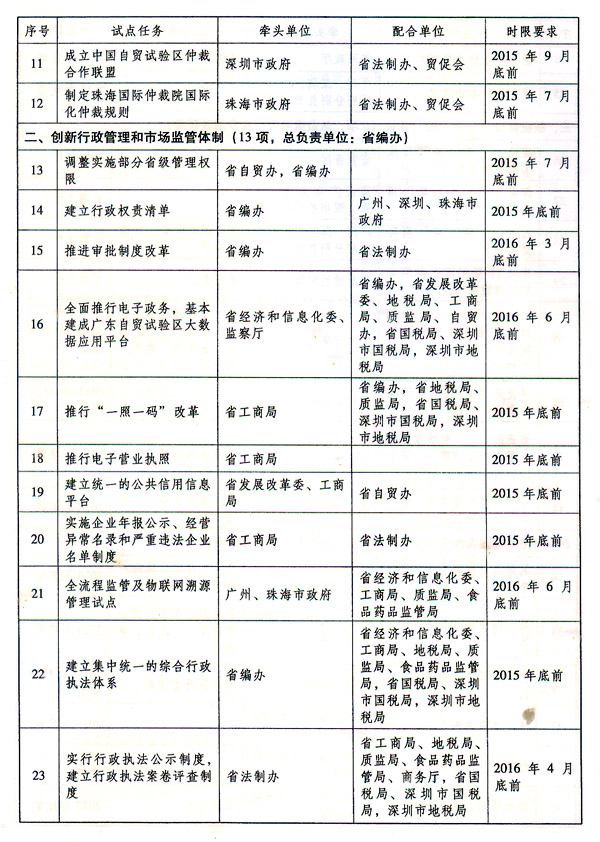 序号 试点任务 牵头单位 配合单位 时限要求
11 成立中国自贸试验区仲裁合作联盟 深圳市政府 省法制办、贸促会 2015 年 9 月底前
12 制定珠海国际仲裁院国际化仲裁规则 珠海市政府 省法制办、贸促会 2015 年 7 月底前
二、创新行政管理和市场监管体制（13 项，总负责单位：省编办）
13 调整实施部分省级管理权限 省自贸办，省编办 2015 年 7 月底前
14 建立行政权责清单 省编办 广州、深圳、珠海市政府 2015 年底前
15 推进审批制度改革 省编办 省法制办 2016 年 3 月底前
16 全面推行电子政务，基本建成广东自贸试验区大数据应用平台 省经济和信息化委、监察厅 省编办，省发展改革委、地税局、工商局、质监局、自贸办，省国税局、深圳市国税局，深圳市地税局 2016 年 6 月底前
17 推行“一照一码”改革 省工商局 省编办，省地税局、质监局，省国税局、深圳市国税局，深圳市地税局 2015 年底前
18 推行电子营业执照 省工商局 2015 年底前
19 建立统一的公共信用信息平台 省发展改革委、工商局 省自贸办 2015 年底前
20 实施企业年报公示、经营异常名录和严重违法企业名单制度 省工商局 省法制办 2015 年底前
21 全流程监管及物联网溯源管理试点 广州、珠海市政府 省经济和信息化委、工商局、质监局、食品药品监管局 2016 年 6 月底前
22 建立集中统一的综合行政执法体系 省编办 省经济和信息化委、工商局、地税局、质监局、食品药品监管局，省国税局、深圳市国税局，深圳市地税局 2015 年底前
23 实行行政执法公示制度，建立行政执法案卷评查制度 省法制办 省工商局、地税局、质监局、食品药品监管局、商务厅，省国税局、深圳市国税局，深圳市地税局 2016 年 4 月底前